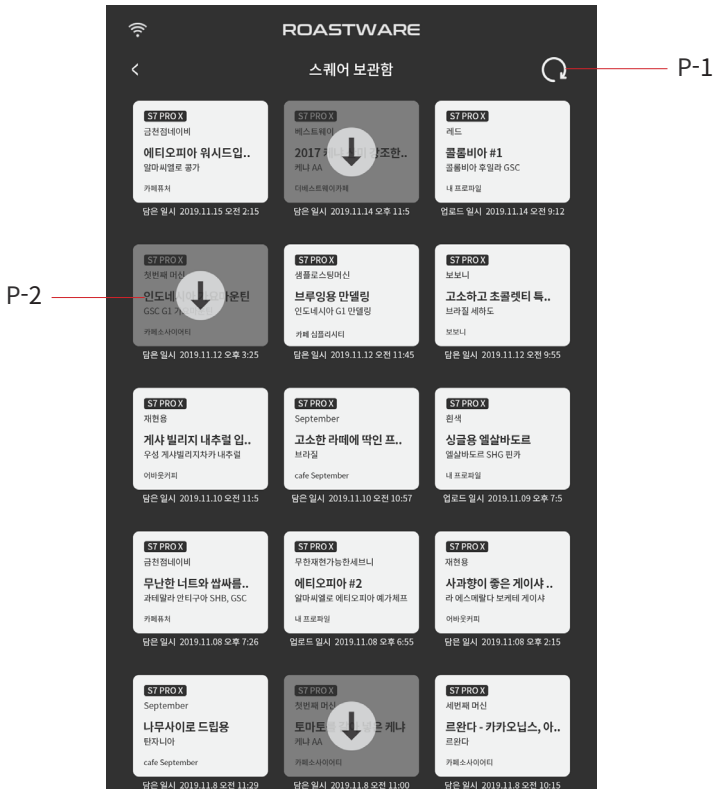 ROASTWARE
스퀘어 보관함
P-1
S7 PRO X
금천점네이비
에티오피아 워시드입..
알마씨엘로 콩가
카페퓨처
담은 일시 2019.11.15 오전 2:15
S7 PRO X
베스트웨이
2017 케냐 강조한..
케냐 AA
더베스트웨이카페
담은 일시 2019.11.14 오후 11:5
S7 PRO X
레드
콜롬비아 #1
콜롬비아 후일라 GSC
내 프로파일
업로드 일시 2019.11.14 오전 9:12
P-2
S7 PRO X
첫번째 머신
인도네시아 마운틴
GSC G1
카페소사이어티
담은 일시 2019.11.12 오후 3:25
S7 PRO X
샘플로스팅머신
브루잉용 만델링
인도네시아 G1 만델링
카페 심플리시티
담은 일시 2019.11.12 오전 11:45
S7 PRO X
보보니
고소하고 초콜렛티 특..
브라질 세하도
보보니
담은 일시 2019.11.12 오전 9:55
S7 PRO X
재현용
게샤 빌리지 내추럴 입..
우성 게샤빌리지차카 내추럴
어바웃커피
담은 일시 2019.11.10 오전 11:5
S7 PRO X
September
고소한 라떼에 딱인 프..
브라질
cafe September
담은 일시 2019.11.10 오전 10:57
S7 PRO X
흰색
싱글용 엘살바도르
엘살바도르 SHG 핀카
내 프로파일
업로드 일시 2019.11.09 오후 7:5
S7 PRO X
금천점네이비
무난한 너트와 쌉싸름..
과테말라 안티구아 SHB, GSC
카페퓨처
담은 일시 2019.11.08 오후 7:26
S7 PRO X
무한재현가능한세브니
에티오피아 #2
알마씨엘로 에티오피아 예가체프
내 프로파일
업로드 일시 2019.11.08 오후 6:55
S7 PRO X
재현용
사과향이 좋은 게이샤 ..
라 에스메랄다 보케테 게이샤
어바웃커피
담은 일시 2019.11:08 오후 2:15
S7 PRO X
September
나무사이로 드립용
탄자니아
cafe September
담은 일시 2019.11.8 오전 11:29
S7 PRO X
첫번째 머신
토마토 케냐
케냐 AA
카페소사이어티
담은 일시 2019.11.8 오전 11:00
S7 PRO X
세번째 머신
르완다 - 카카오닙스, 아..
르완다
카페소사이어티
담은 일시 2019.11.8 오전 10:15